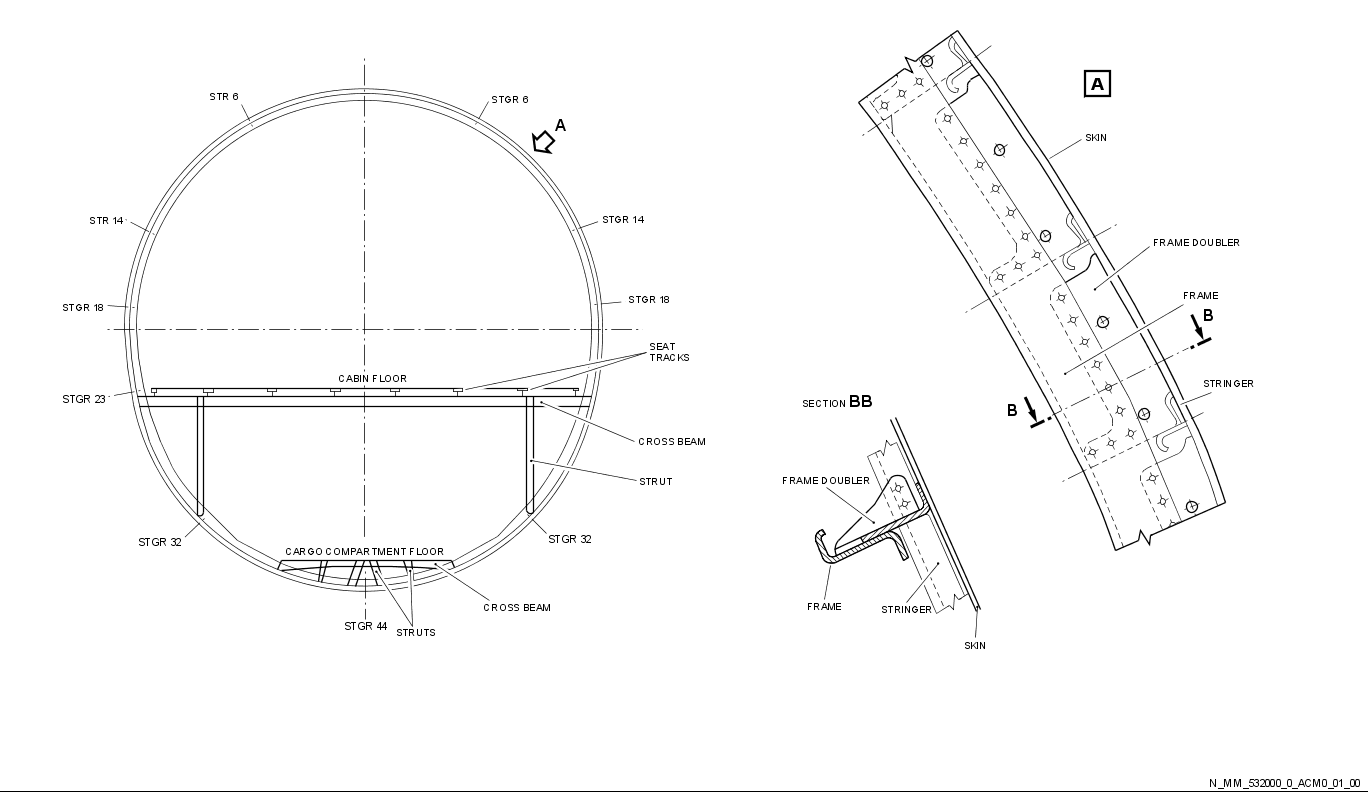 STR 6
STGR 6
A
STR 14
STGR 14
STGR 18
STGR 18
SEAT
TRACKS
CABIN FLOOR
STGR 23
CROSS BEAM
STRUT
STGR 32
STGR 32
CARGO COMPARTMENT FLOOR
CROSS BEAM
STGR 44
STRUTS
A
SKIN
FRAME DOUBLER
FRAME
B
STRINGER
B
SECTION BB
FRAME DOUBLER
FRAME
STRINGER
SKIN
N_MM_532000_0_ACM0_01_00